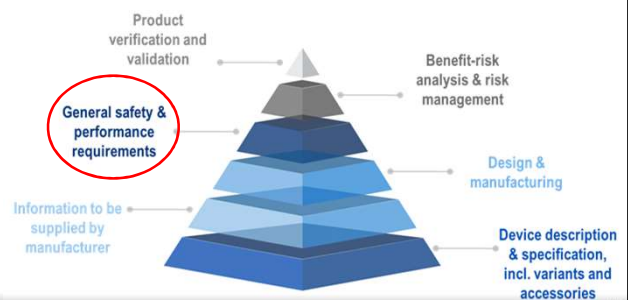 Product
verification and
validation
Benefit-risk
analysis & risk
management
General safety &
performance
requirements
Design &
manufacturing
Information to be
supplied by
manufacturer
Device description
& specification,
incl. variants and
accessories